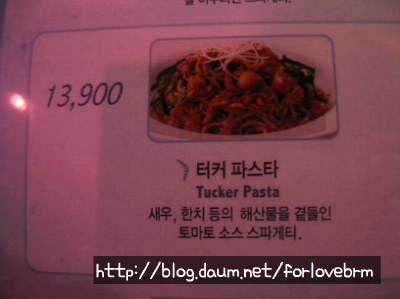 13,900
터커 파스타
Tucker Pasta
새우, 한치 등의 해산물을 곁들인
토마토 소스 스파게티.
http://blog.daum.net/forlovebrm